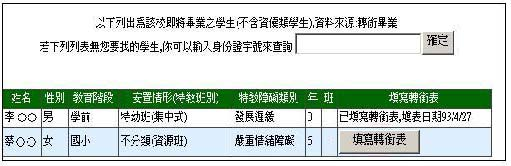 以下列出為該校即將畢業之學生(不含資優類學生),資料來源:轉銜畢業
若下列列表無您要找的學生,你可以輸入身份證字號來查詢 確定
姓名 性別 教育階段 安置情形(特教班別) 特教障礙類別 年 班 填寫轉銜表
李○○ 男 學前 特幼班(集中式) 發展遲緩 0 已填寫轉銜表,填表日期93/4/27
蔡○○ 女 國小 不分類(資源班) 嚴重情緒障礙 6 填寫轉銜表